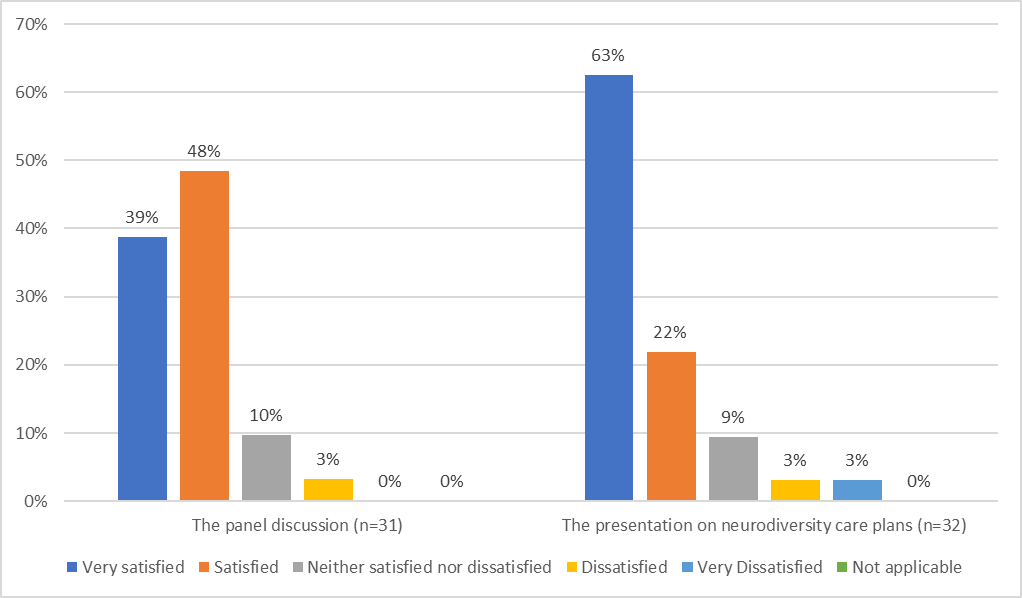 70%
63%
60%
50%
48%
40%
39%
30%
22%
20%
10%
10%
9%
3%
0%
0%
3%
3%
0%
0%
The panel discussion (n=31)
The presentation on neurodiversity care plans (n=32)
Very satisfied
Satisfied
Neither satisfied nor dissatisfied
Dissatisfied
Very Dissatisfied
Not applicable